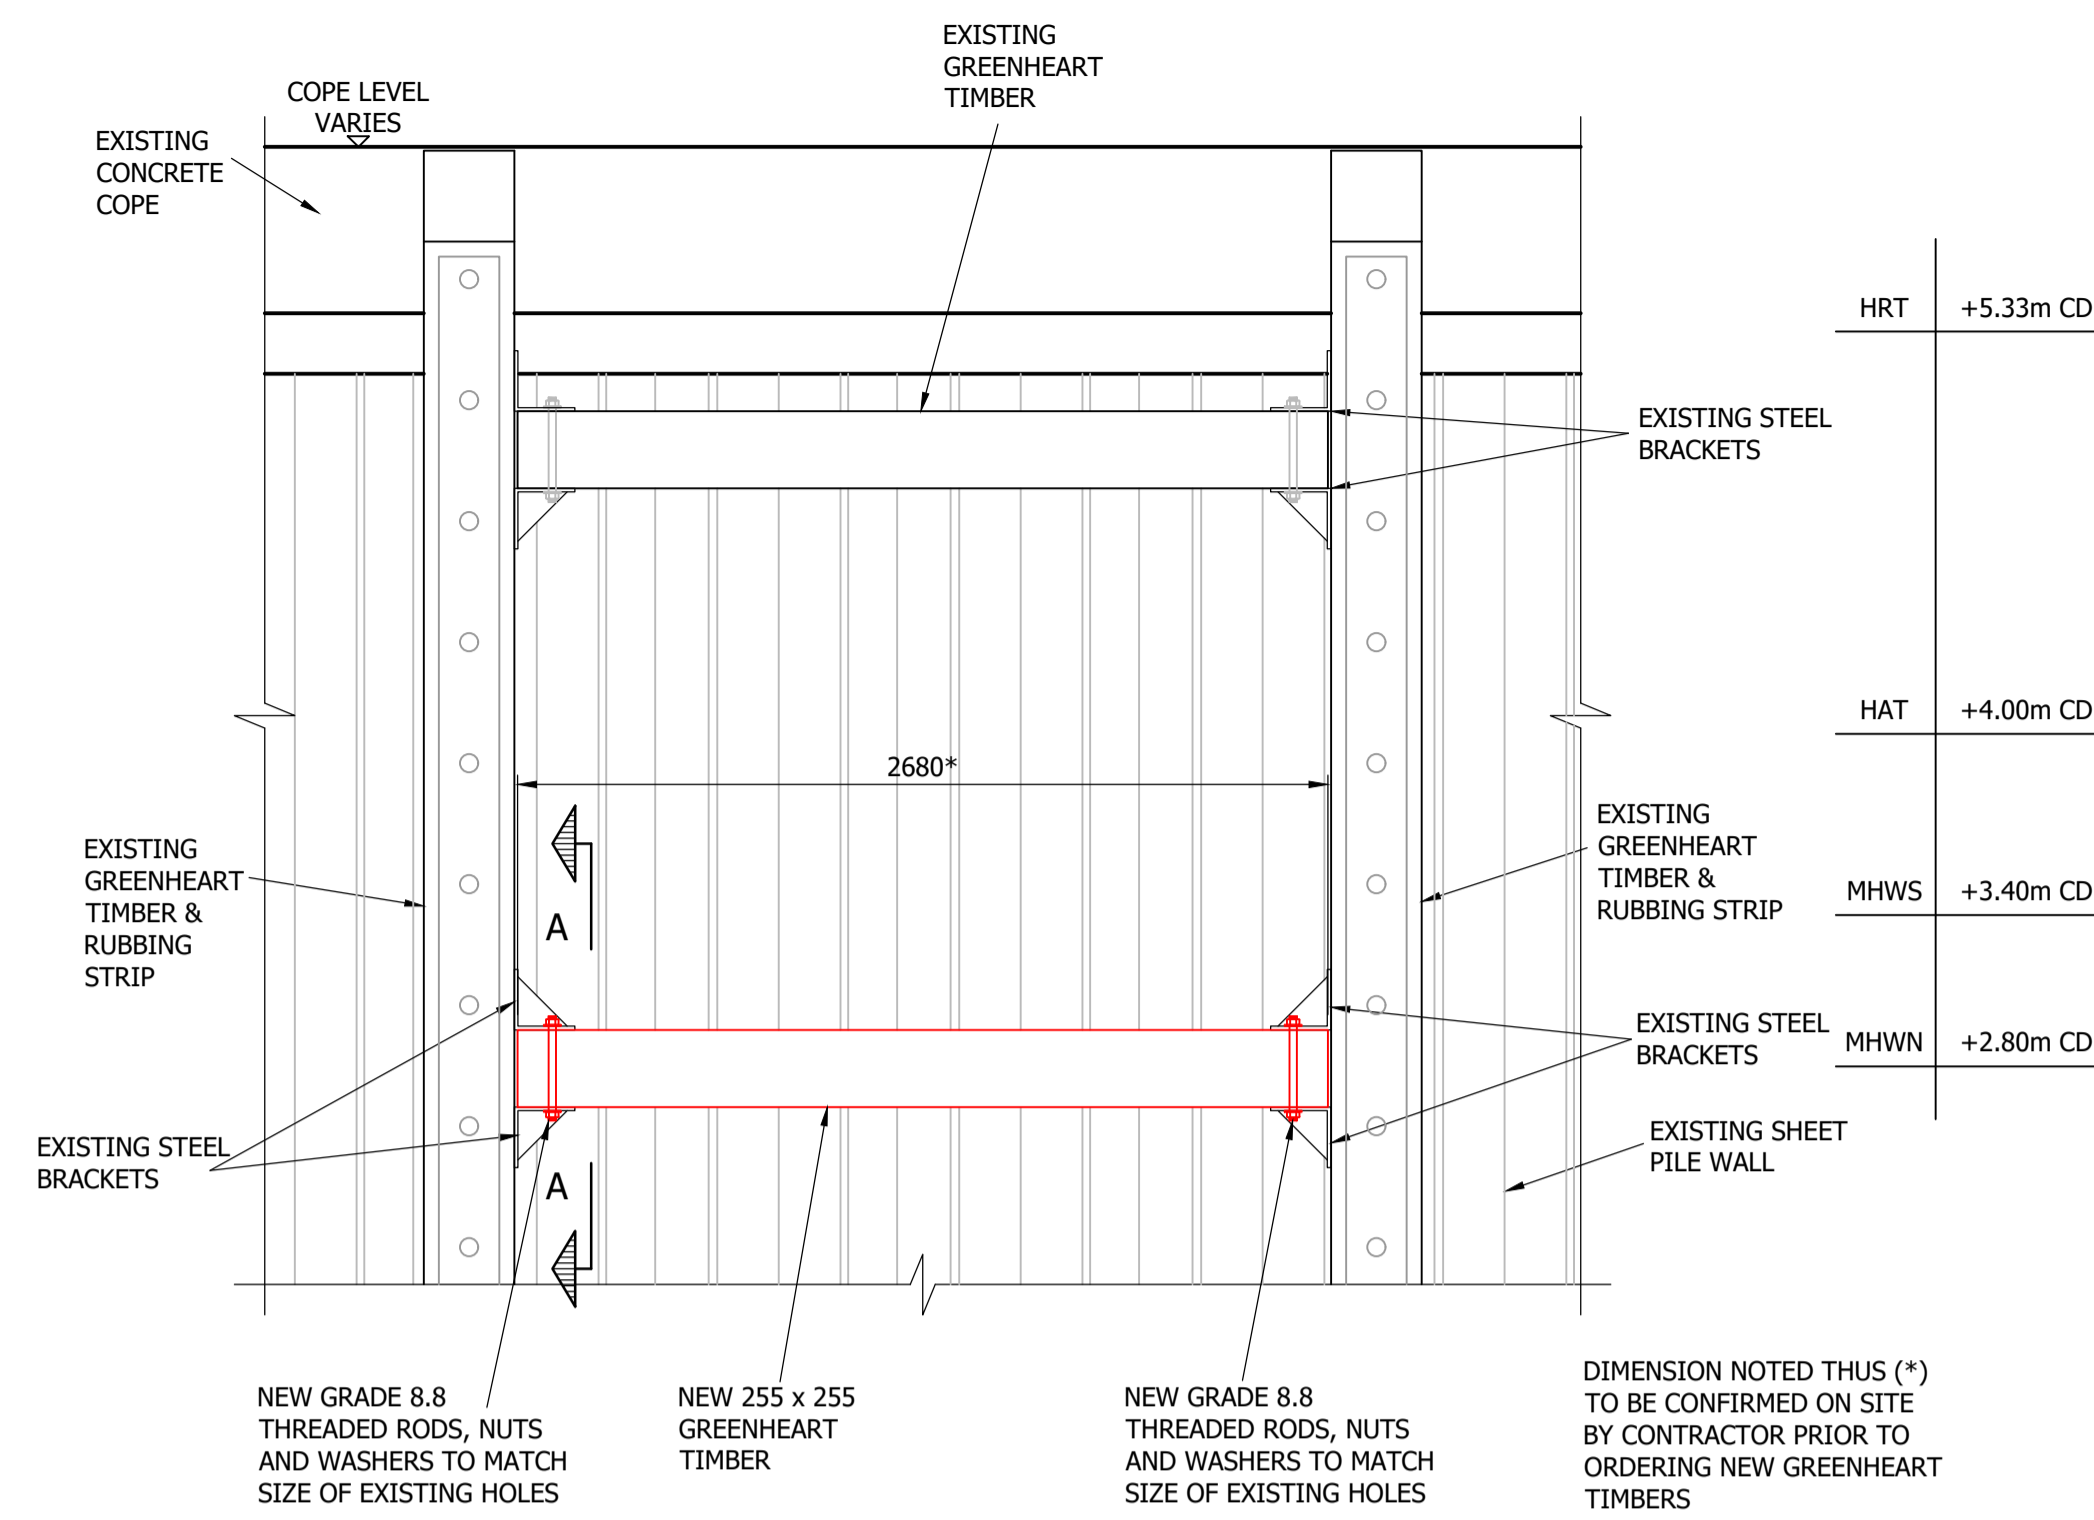 EXISTING
GREENHEART
TIMBER
COPE LEVEL
VARIES
EXISTING
CONCRETE
COPE
HRT +5.33m CD
EXISTING STEEL
BRACKETS
HAT +4.00m CD
2680*
EXISTING
GREENHEART
TIMBER &
RUBBING STRIP
EXISTING
GREENHEART
TIMBER &
RUBBING
STRIP
MHWS +3.40m CD
A
EXISTING STEEL
BRACKETS
MHWN +2.80m CD
EXISTING SHEET
PILE WALL
EXISTING STEEL
BRACKETS
A
NEW GRADE 8.8
THREADED RODS, NUTS
AND WASHERS TO MATCH
SIZE OF EXISTING HOLES
NEW 255 x 255
GREENHEART
TIMBER
NEW GRADE 8.8
THREADED RODS, NUTS
AND WASHERS TO MATCH
SIZE OF EXISTING HOLES
DIMENSION NOTED THUS (*)
TO BE CONFIRMED ON SITE
BY CONTRACTOR PRIOR TO
ORDERING NEW GREENHEART
TIMBERS